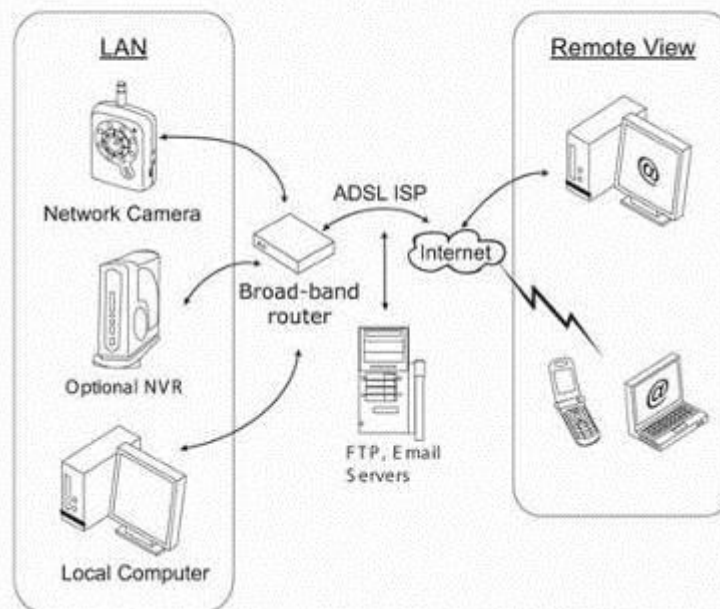 LAN
Network Camera
Optional NVR
Local Computer
Broad-band
router
ADSL ISP
Internet
FTP, Email
Servers
Remote View
@
@